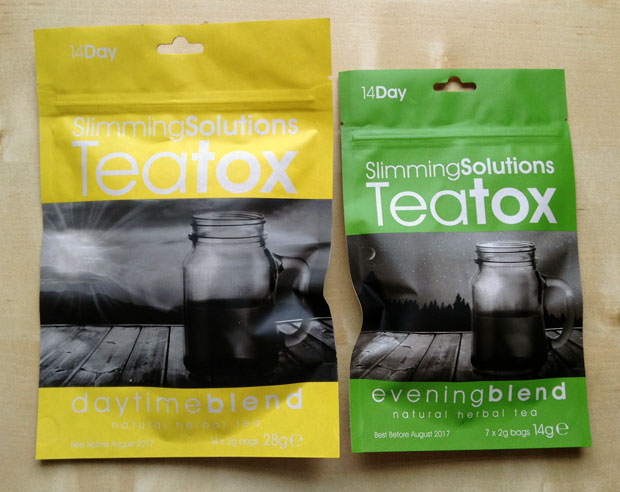 14Day
SlimmingSolutions
Teatox
daytimeblend
natural herbal tea
Best Before August 2017
14 x 2g bags 28g℮
14Day
SlimmingSolutions
Teatox
eveningblend
natural herbal tea
Best Before August 2017
7 x 2g bags 14g℮